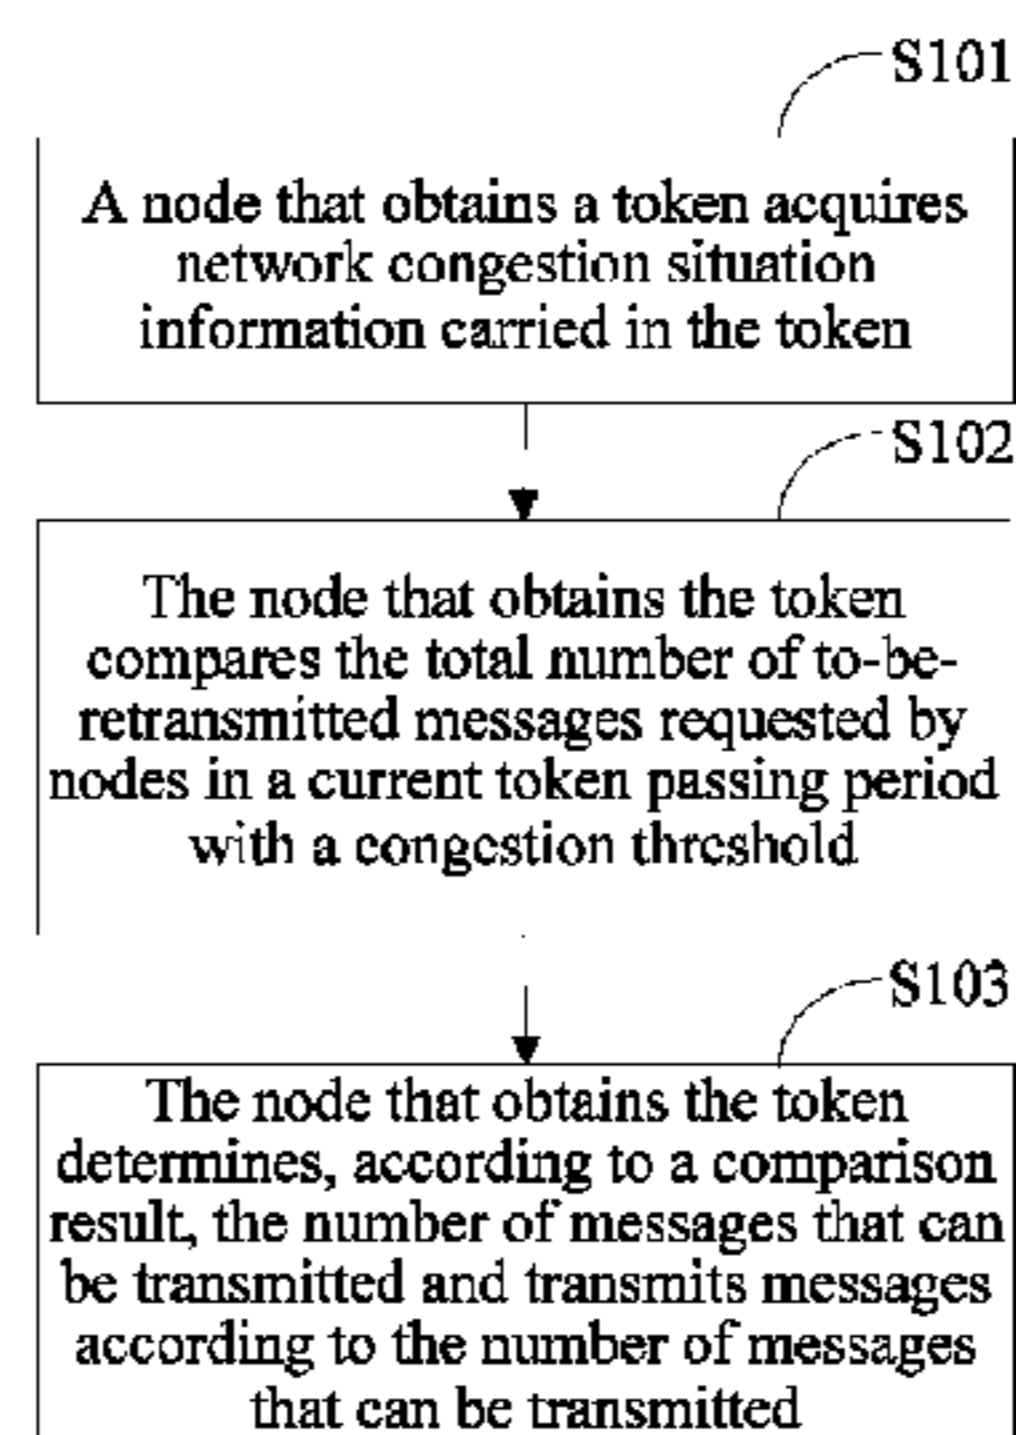 S101
A node that obtains a token acquires
network congestion situation
information carried in the token
S102
The node that obtains the token
compares the total number of to-be-
retransmitted messages requested by
nodes in a current token passing period
with a congestion threshold
S103
The node that obtains the token
determines, according to a comparison
result, the number of messages that can
be transmitted and transmits messages
according to the number of messages
that can be transmitted